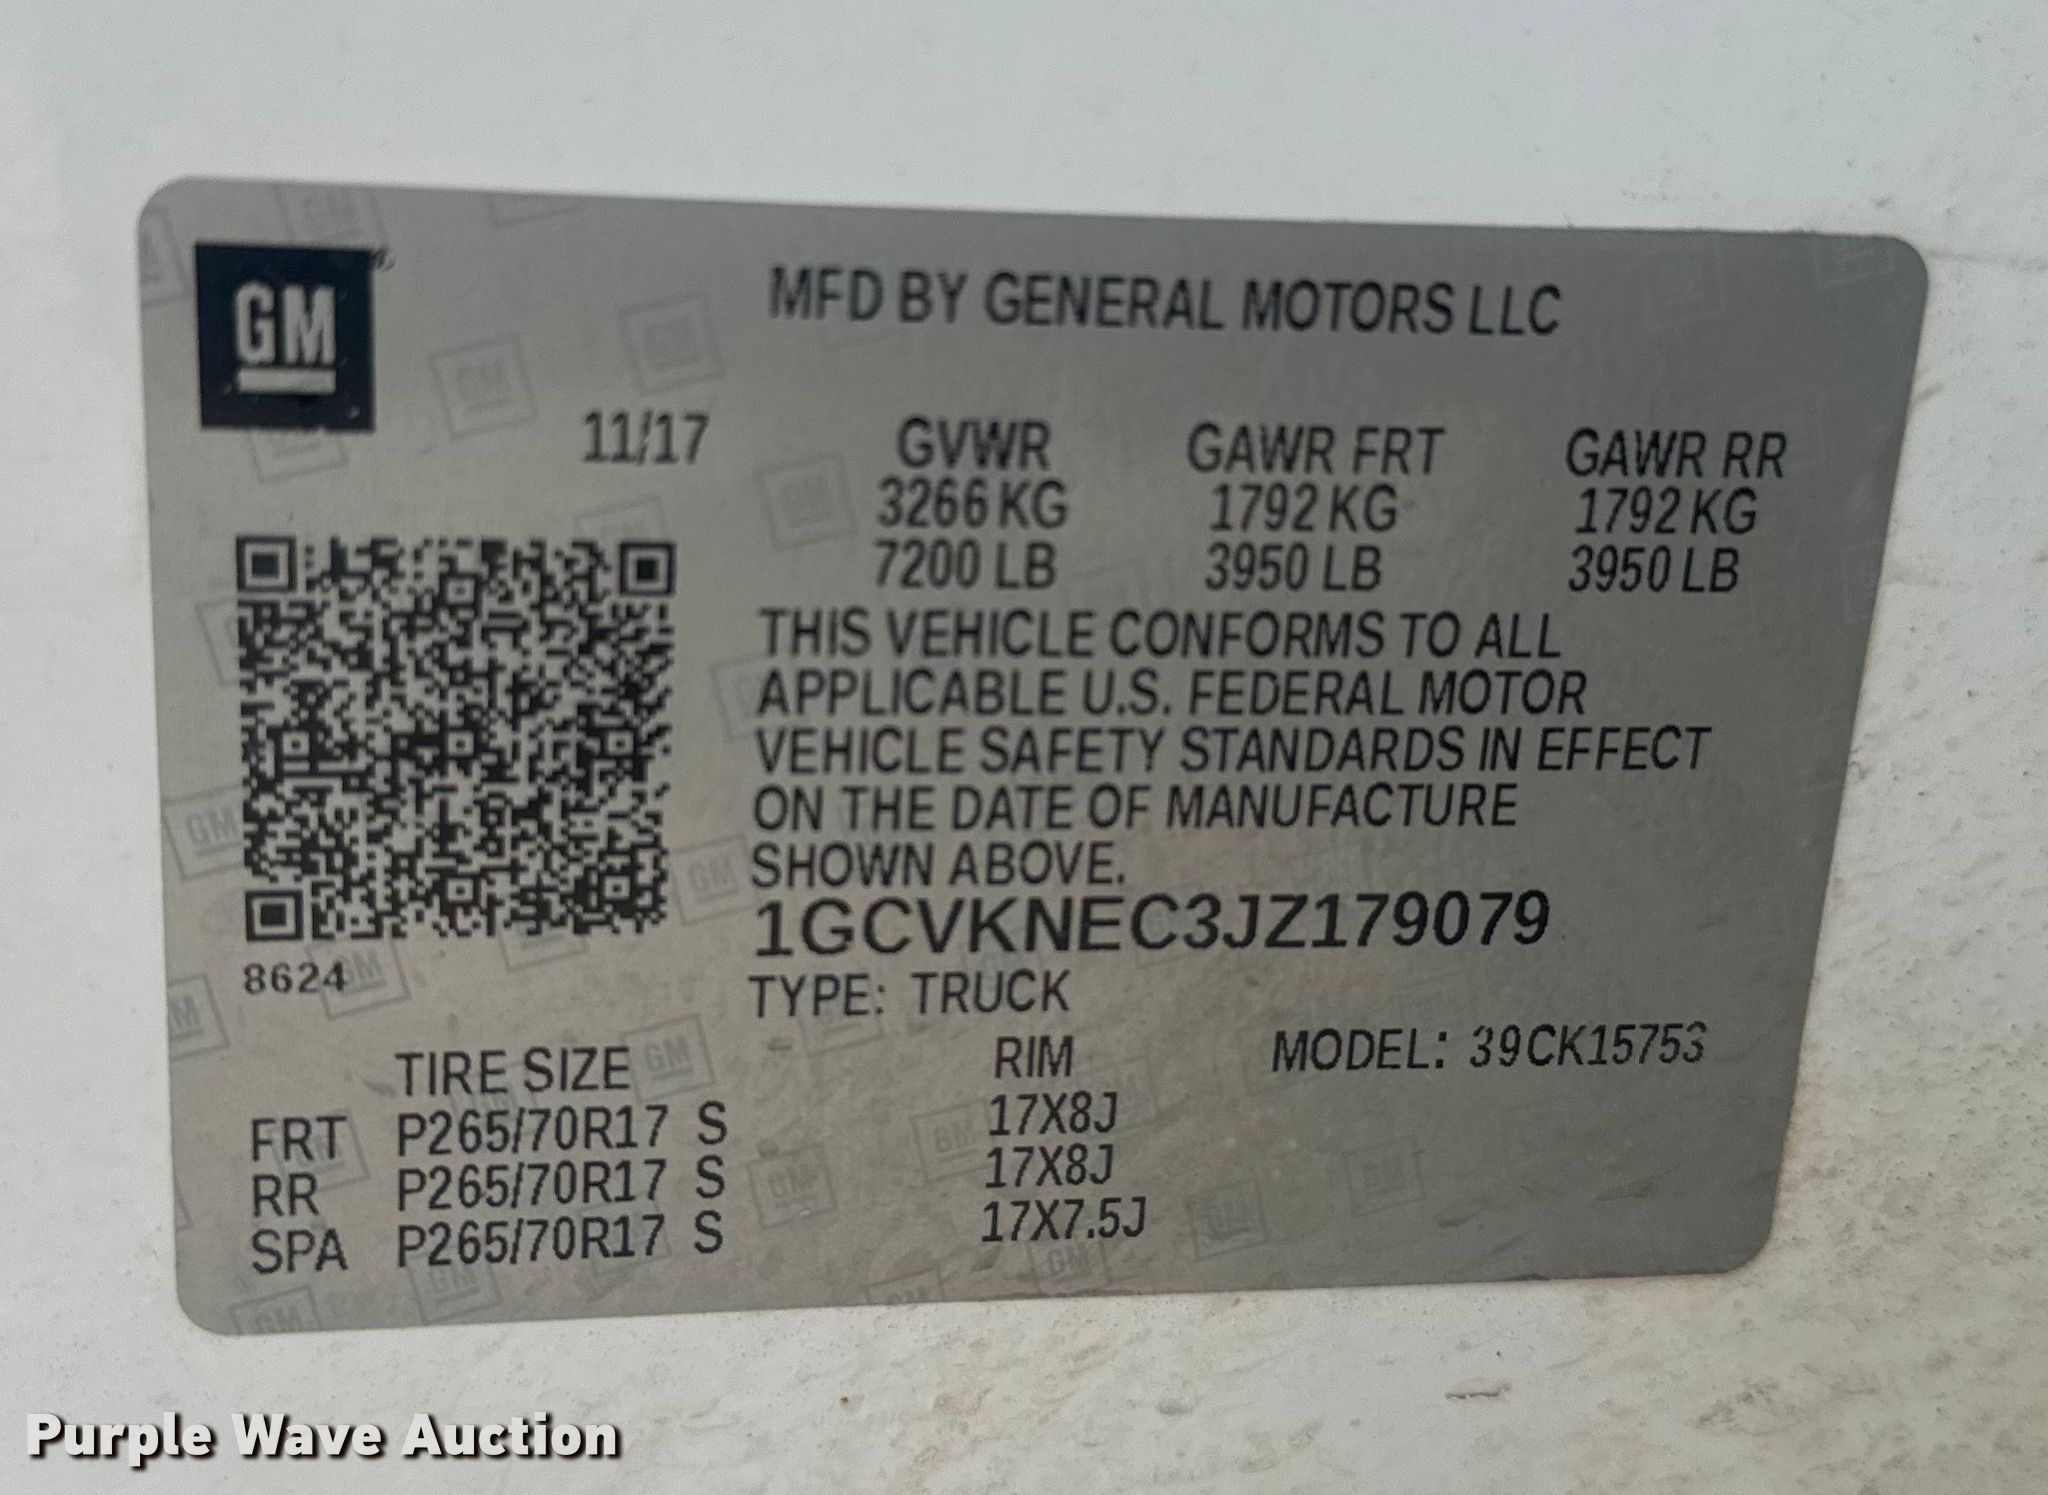 GM
MFD BY GENERAL MOTORS LLC
11/17
GVWR GAWR FRT GAWR RR
3266 KG 1792 KG 1792 KG
7200 LB 3950 LB 3950 LB
THIS VEHICLE CONFORMS TO ALL
APPLICABLE U.S. FEDERAL MOTOR
VEHICLE SAFETY STANDARDS IN EFFECT
ON THE DATE OF MANUFACTURE
SHOWN ABOVE.
1GCVKNEC3JZ179079
8624
TYPE: TRUCK
TIRE SIZE RIM MODEL: 39CK15753
FRT P265/70R17 S 17X8J
RR P265/70R17 S 17X8J
SPA P265/70R17 S 17X7.5J
Purple Wave Auction